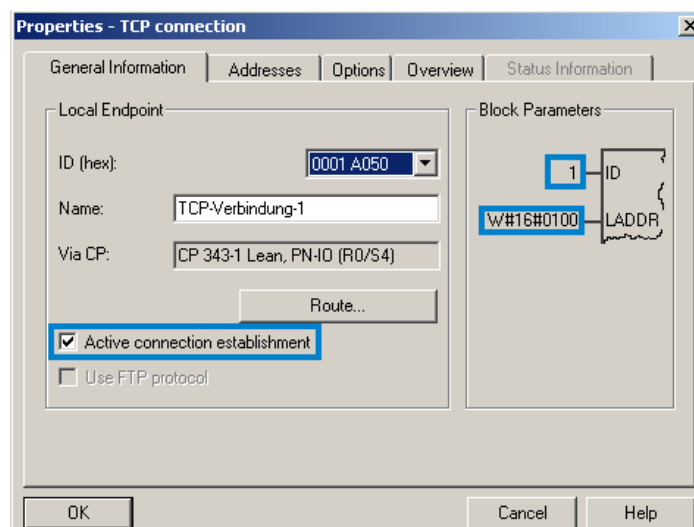 Properties - TCP connection
General Information Addresses Options Overview Status Information
Local Endpoint
ID (hex): 0001 A050
Name: TCP-Verbindung-1
Via CP: CP 343-1 Lean, PN-IO (R0/S4)
Route...
Active connection establishment
Use FTP protocol
Block Parameters
1 ID
W#16#0100 LADDR
OK Cancel Help